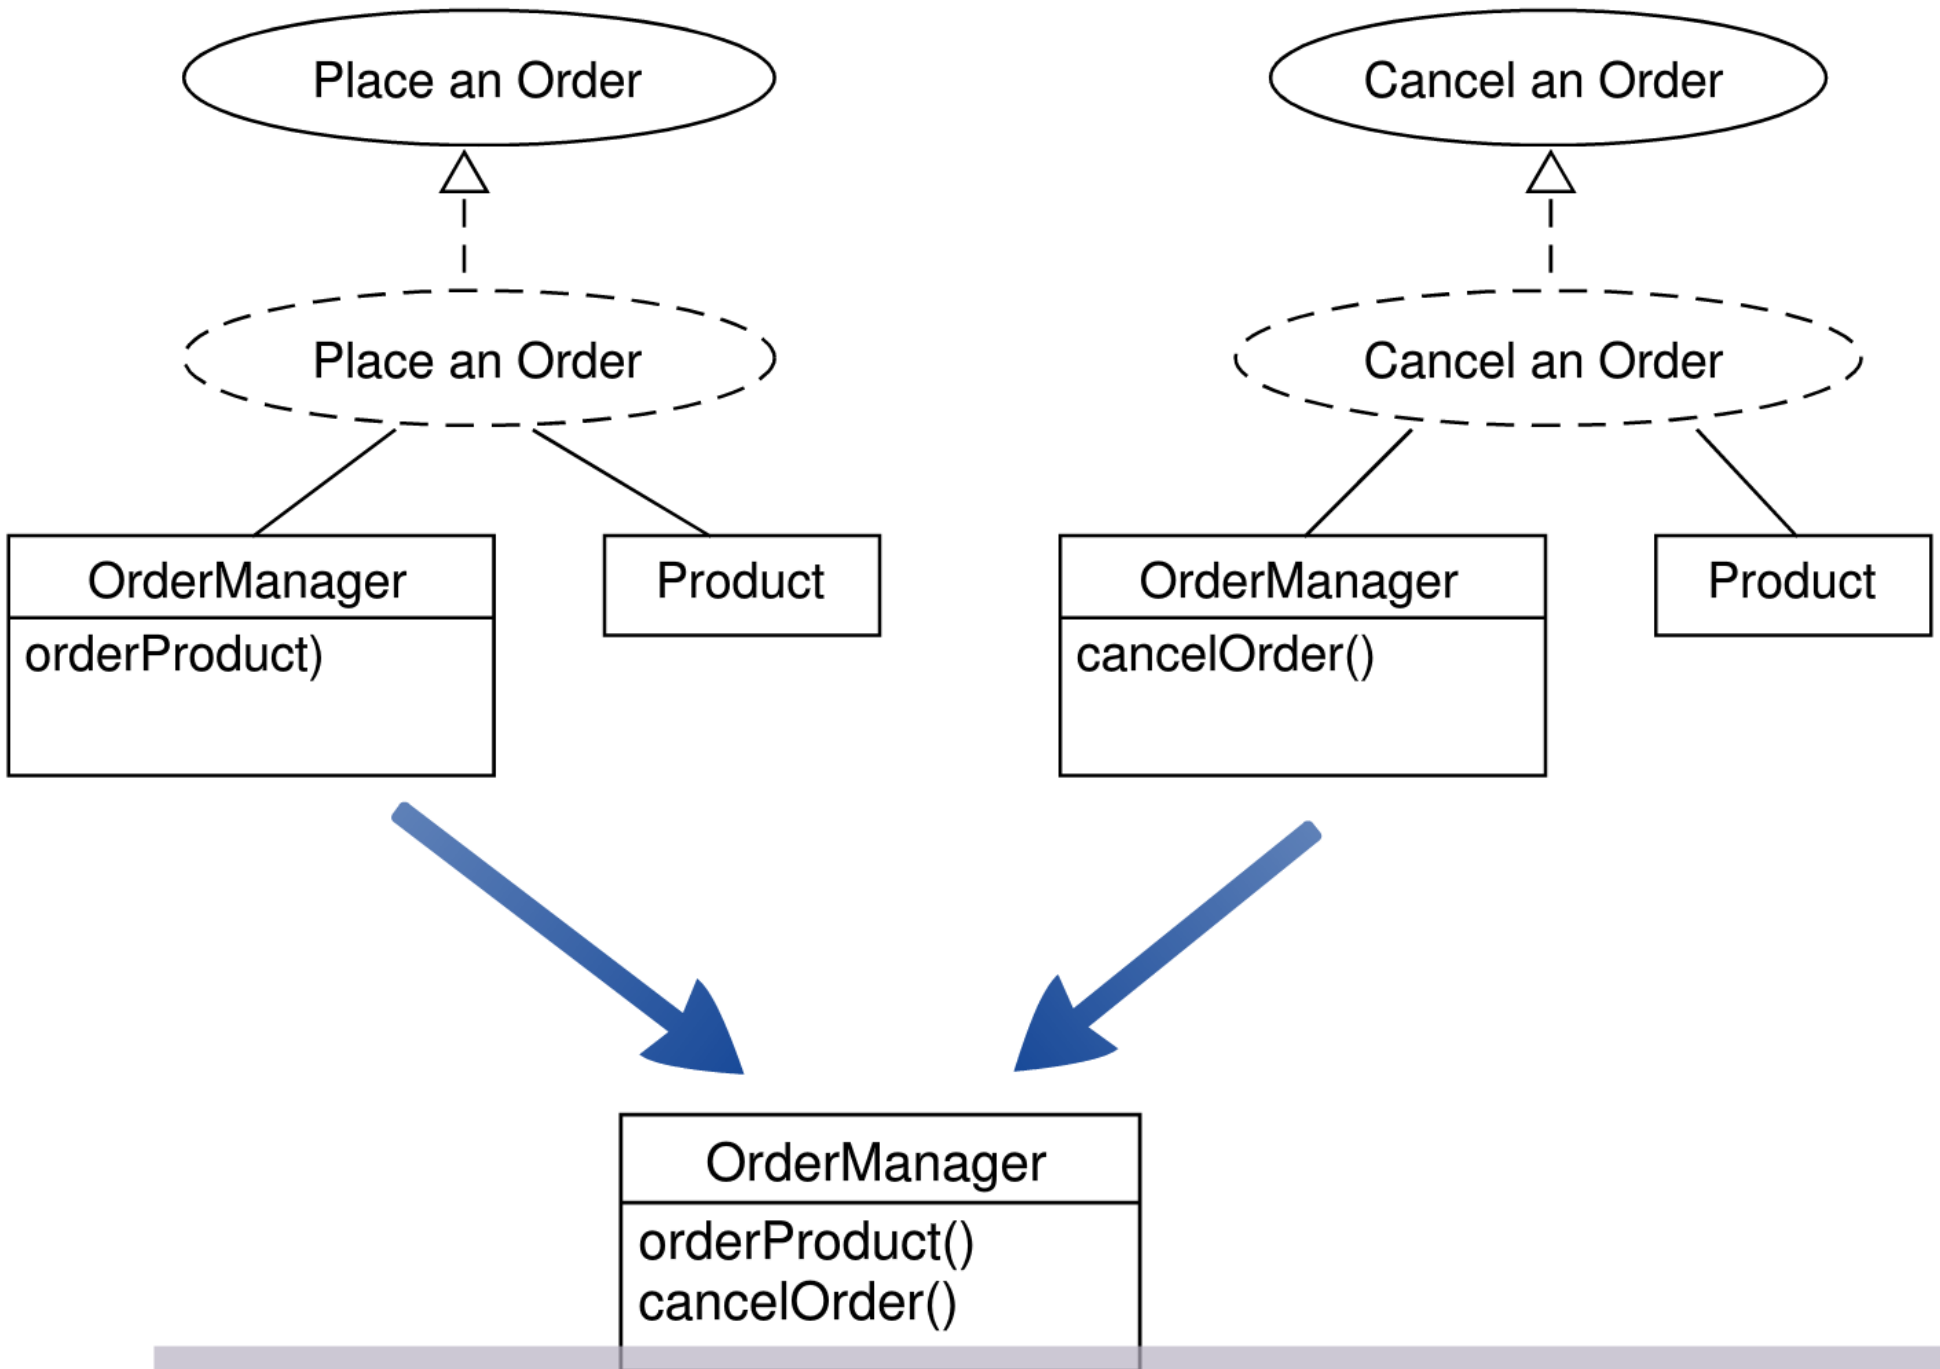 Place an Order
Cancel an Order
Place an Order
Cancel an Order
OrderManager
orderProduct)
Product
OrderManager
cancelOrder()
Product
OrderManager
orderProduct()
cancelOrder()